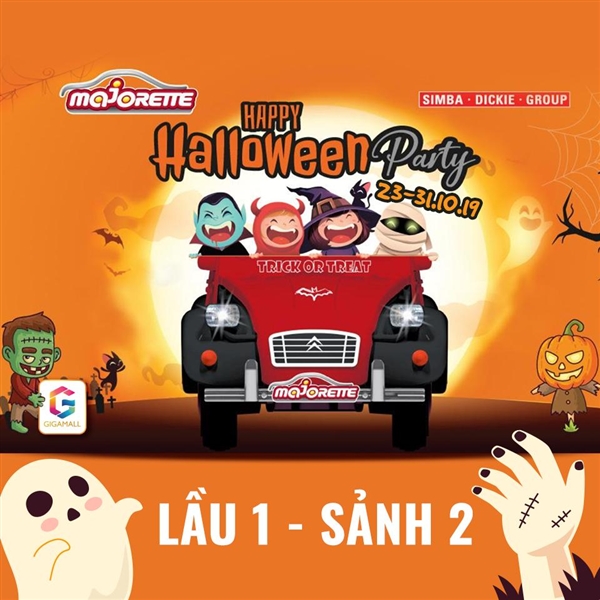 MAJORETTE
SIMBA · DICKIE · GROUP
HAPPY
Halloween Party
23-31.10.19
TRICK OR TREAT
MAJORETTE
G
GIGAMALL
LẦU 1 - SẢNH 2